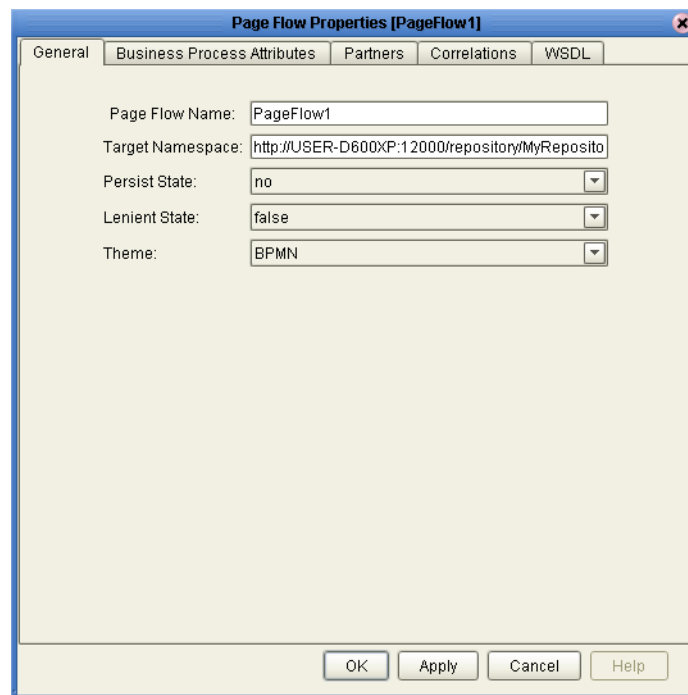 Page Flow Properties [PageFlow1]
General Business Process Attributes Partners Correlations WSDL
Page Flow Name: PageFlow1
Target Namespace: http://USER-D600XP:12000/repository/MyReposito
Persist State: no
Lenient State: false
Theme: BPMN
OK Apply Cancel Help